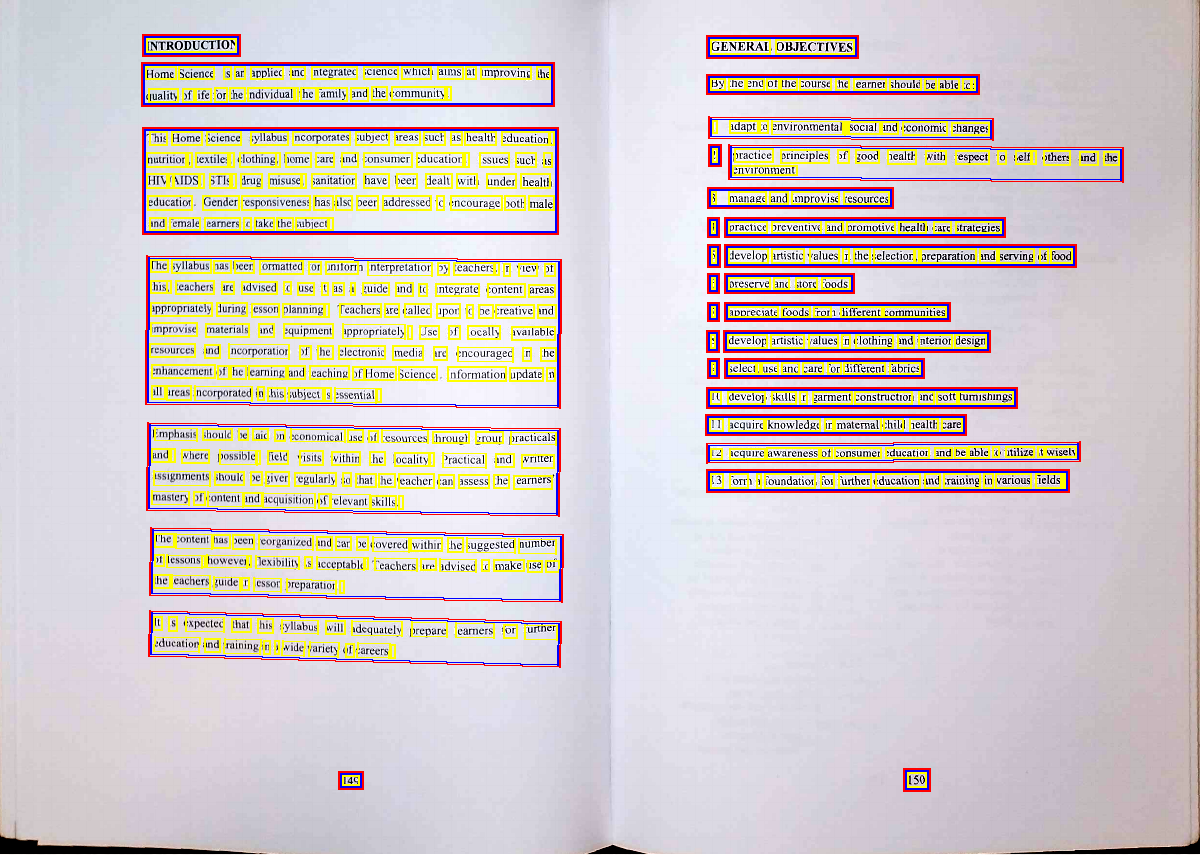 INTRODUCTION
Home Science is an applied and integrated science which aims at improving the
quality of life for the individual, the family and the community.
This Home Science syllabus incorporates subject areas such as health education,
nutrition, textiles, clothing, home care and consumer education. Issues such as
HIV/AIDS, STIs, drug misuse, sanitation have been dealt with under health
education. Gender responsiveness has also been addressed to encourage both male
and female learners to take the subject.
The syllabus has been formatted for uniform interpretation by teachers. In view of
this, teachers are advised to use it as a guide and to integrate content areas
appropriately during lesson planning. Teachers are called upon to be creative and
improvise materials and equipment appropriately. Use of locally available
resources and incorporation of the electronic media are encouraged in the
enhancement of the learning and teaching of Home Science. Information update in
all areas incorporated in this subject is essential.
Emphasis should be laid on economical use of resources through group practicals
and where possible field visits within the locality. Practical and written
assignments should be given regularly so that the teacher can assess the learners'
mastery of content and acquisition of relevant skills.
The content has been reorganized and can be covered within the suggested number
of lessons however, flexibility is acceptable. Teachers are advised to make use of
the teachers guide in lesson preparation.
It is expected that this syllabus will adequately prepare learners for further
education and training in a wide variety of careers.
149
GENERAL OBJECTIVES
By the end of the course the learner should be able to:
adapt to environmental, social and economic changes
practice principles of good health with respect to self, others and the
environment
3. manage and improvise resources
practice preventive and promotive health care strategies
develop artistic values in the selection, preparation and serving of food
preserve and store foods
appreciate foods from different communities
develop artistic values in clothing and interior design
select, use and care for different fabrics
10. develop skills in garment construction and soft furnishings
11. acquire knowledge in maternal child health care
12. acquire awareness of consumer education and be able to utilize it wisely
13. form a foundation for further education and training in various fields
150